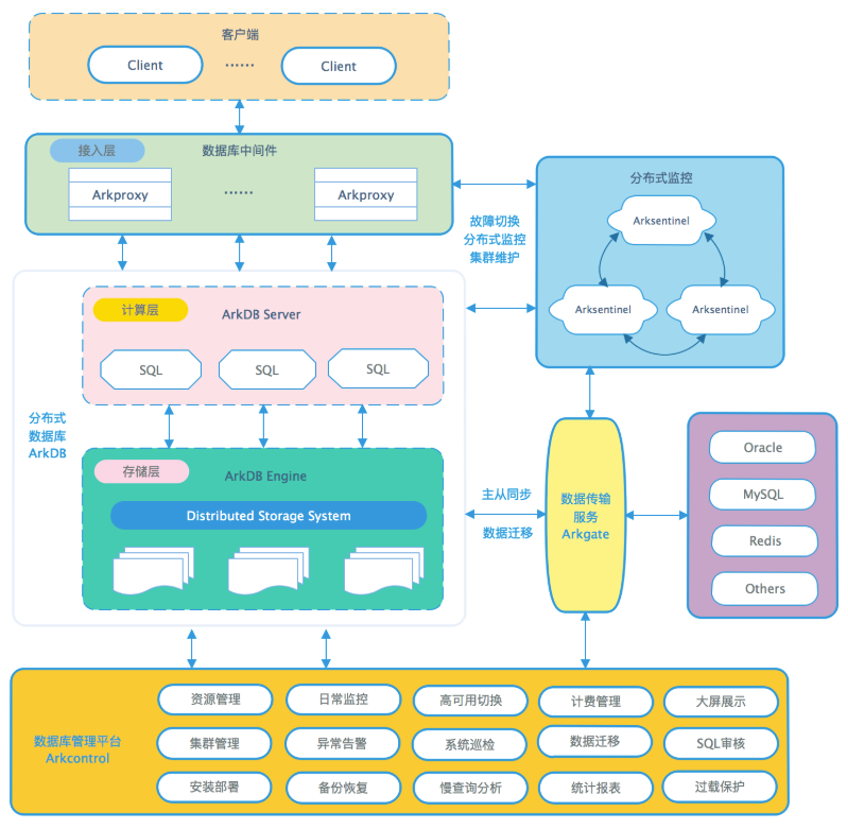 客户端
Client
……
Client
接入层
数据库中间件
Arkproxy
……
Arkproxy
故障切换
分布式监控
集群维护
分布式监控
Arksentinel
Arksentinel
Arksentinel
计算层
ArkDB Server
SQL
SQL
SQL
分布式
数据库
ArkDB
存储层
ArkDB Engine
Distributed Storage System
主从同步
数据迁移
数据传输
服务
Arkgate
Oracle
MySQL
Redis
Others
数据库管理平台
Arkcontrol
资源管理
日常监控
高可用切换
计费管理
大屏展示
集群管理
异常告警
系统巡检
数据迁移
SQL审核
安装部署
备份恢复
慢查询分析
统计报表
过载保护